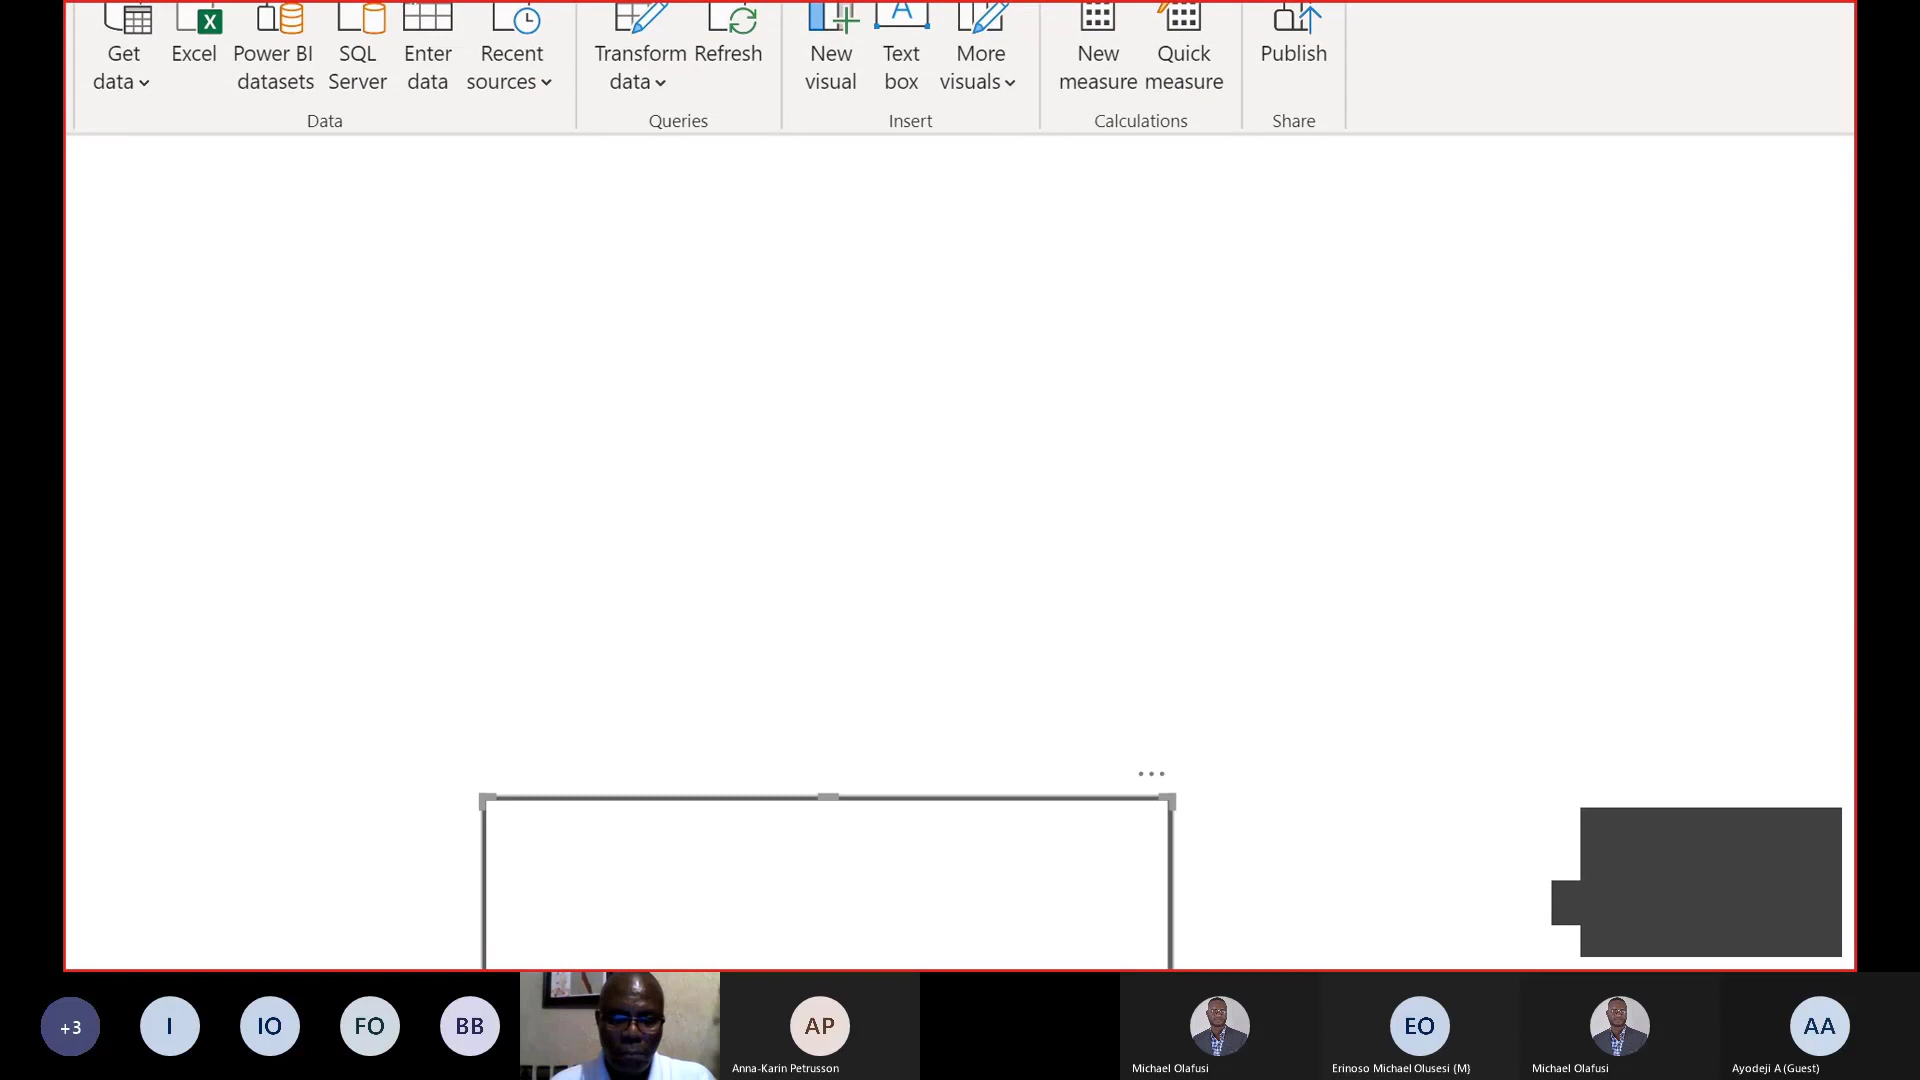 Get
data
Excel
Power BI
datasets
SQL
Server
Enter
data
Recent
sources
Transform
data
Refresh
New
visual
A
Text
box
More
visuals
New
measure
Quick
measure
Publish
Data
Queries
Insert
Calculations
Share
X
+3
I
IO
FO
BB
AP
Anna-Karin Petrusson
Michael Olafusi
EO
Erinoso Michael Olusesi (M)
Michael Olafusi
AA
Ayodeji A (Guest)